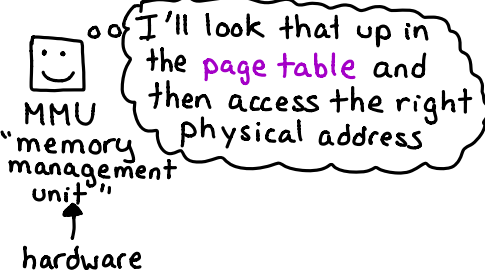 I'll look that up in
the page table and
then access the right
physical address
MMU
"memory
management
unit"
hardware